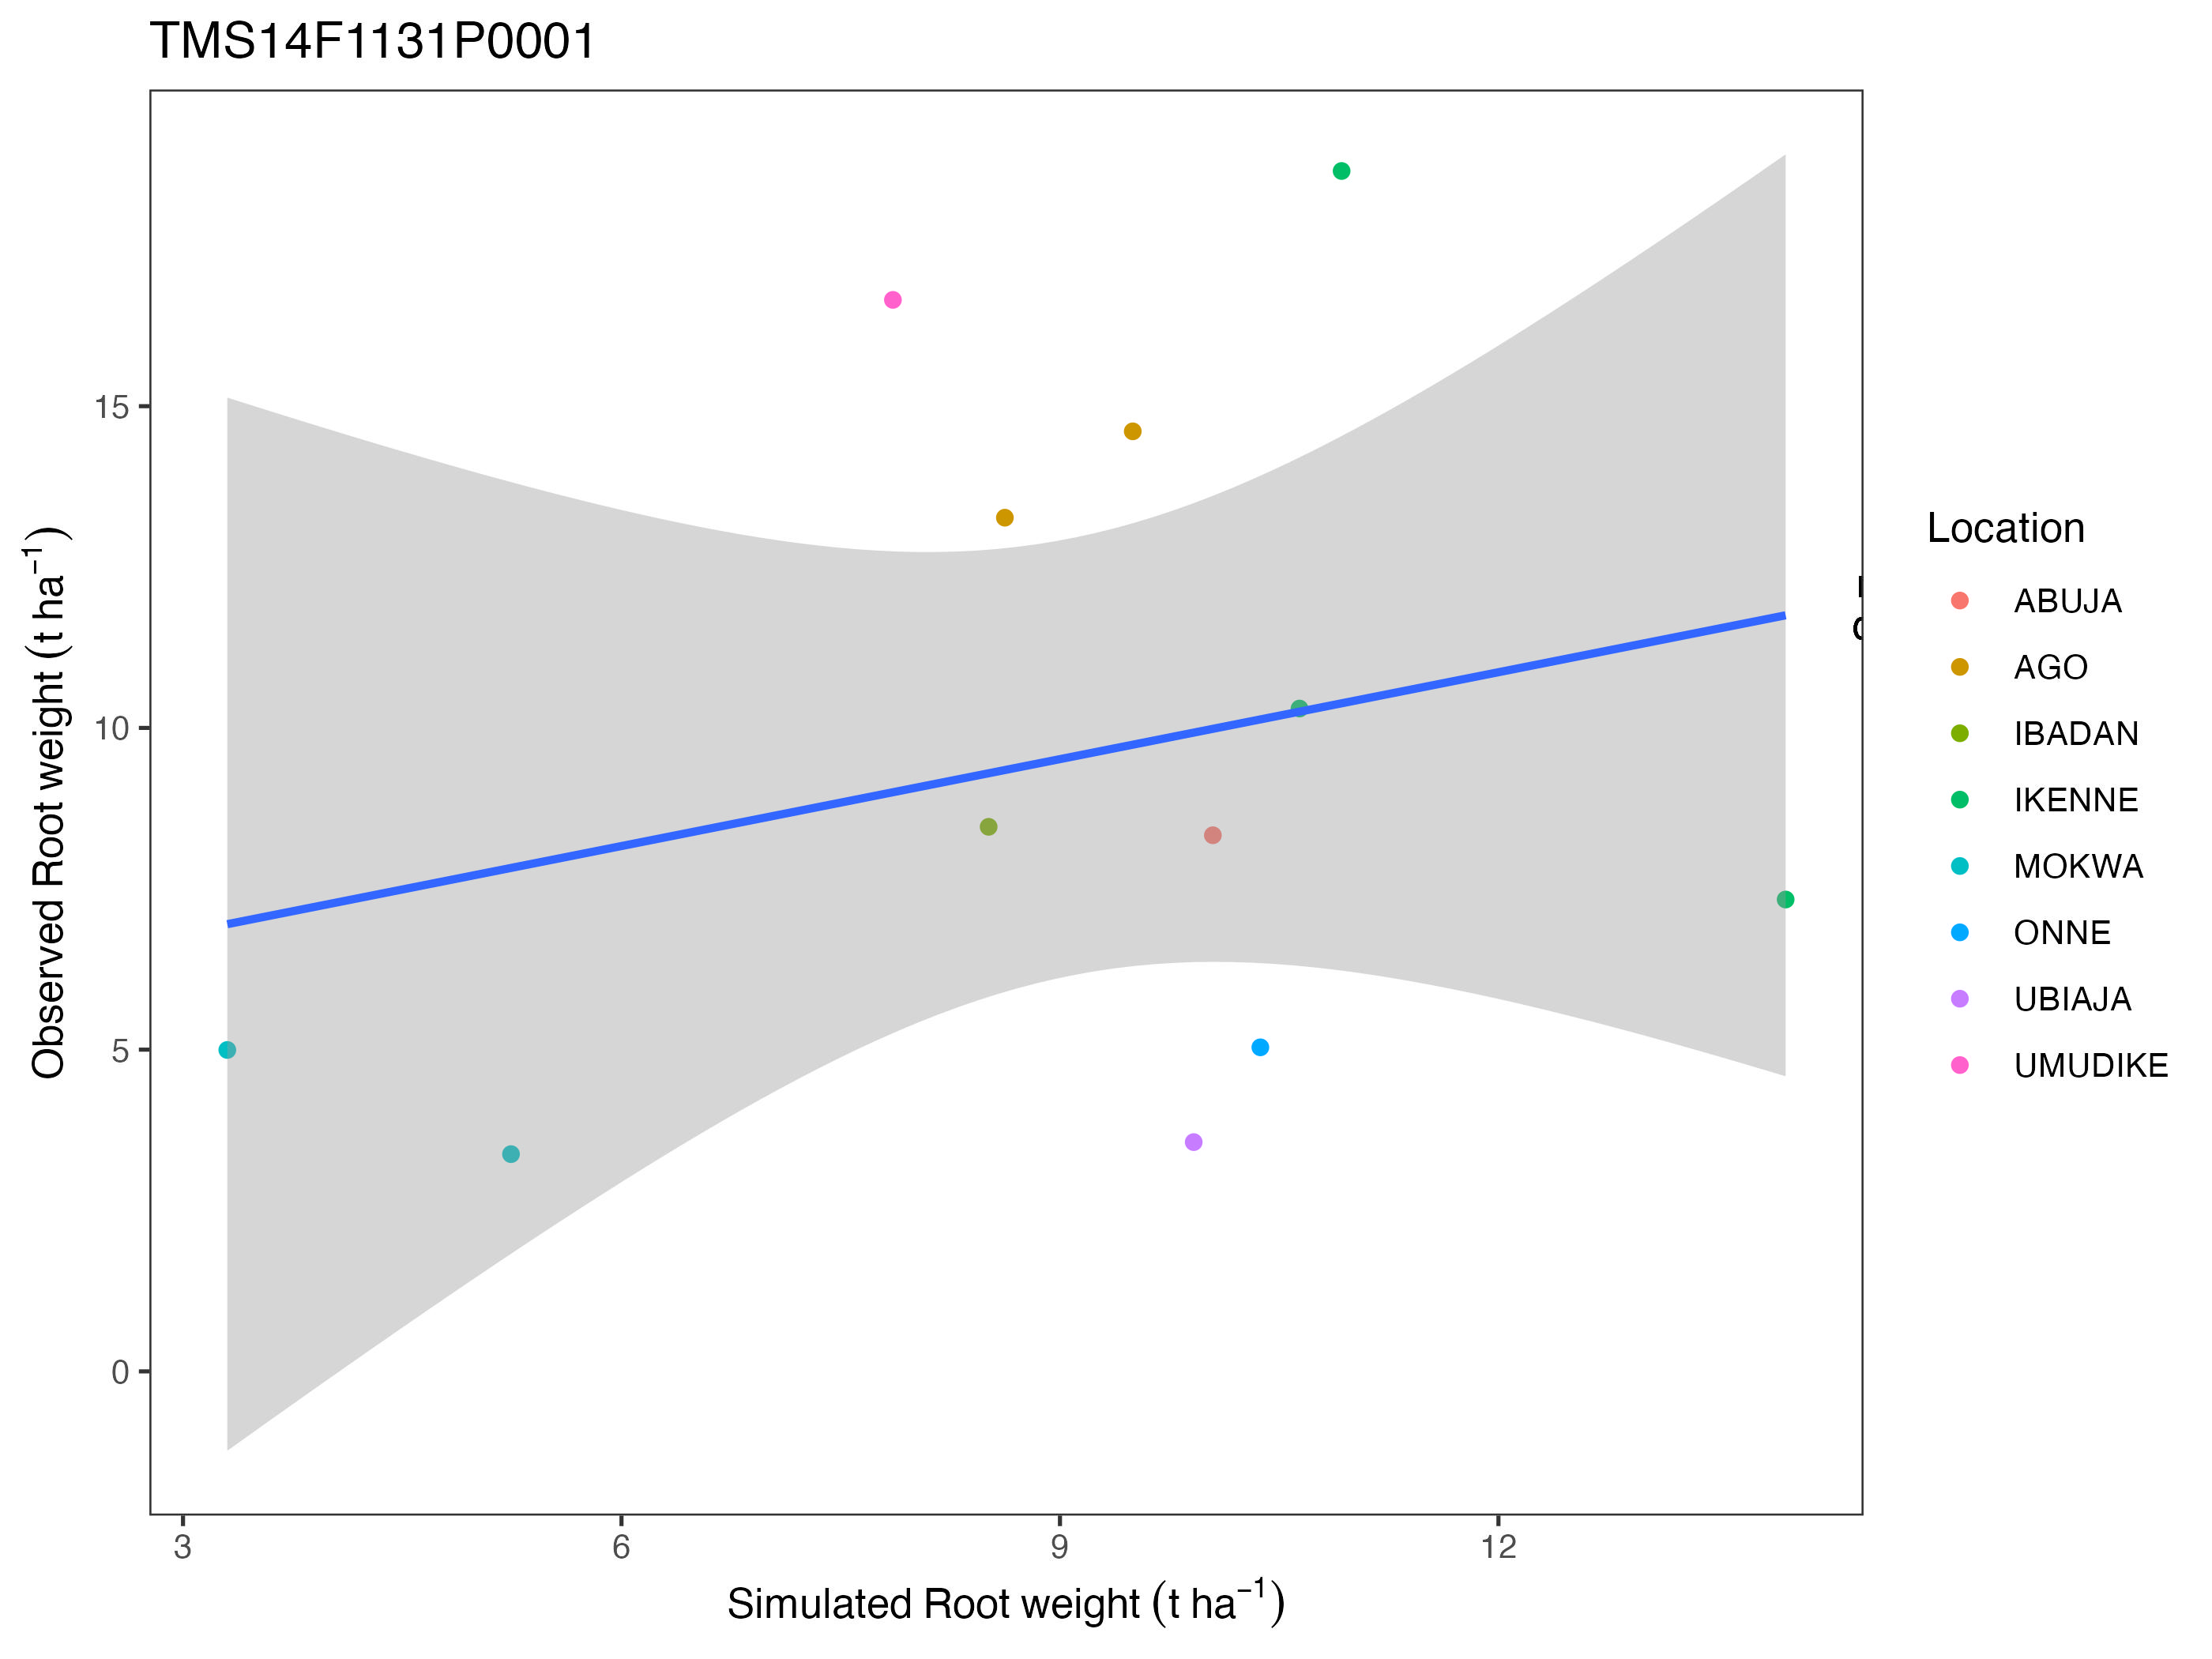 TMS14F1131P0001
15
10
5
0
3 6 9 12
Observed Root weight (t ha⁻¹)
Simulated Root weight (t ha⁻¹)
Location
ABUJA
AGO
IBADAN
IKENNE
MOKWA
ONNE
UBIAJA
UMUDIKE